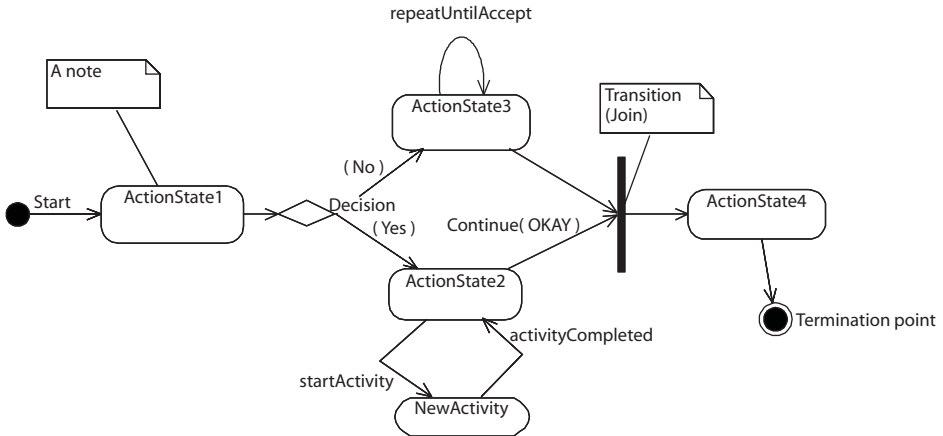 repeatUntilAccept
A note
ActionState3
Transition
(Join)
( No )
Start
ActionState1
Decision
ActionState4
( Yes )
Continue( OKAY )
ActionState2
Termination point
activityCompleted
startActivity
NewActivity